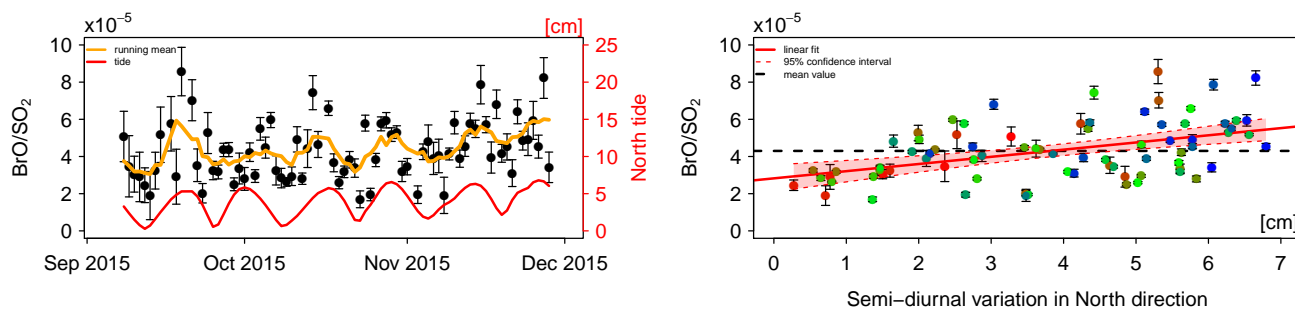 x10⁻⁵
[cm]
running mean
tide
BrO/SO₂
North tide
10
8
6
4
2
0
25
20
15
10
5
0
Sep 2015
Oct 2015
Nov 2015
Dec 2015
x10⁻⁵
linear fit
95% confidence interval
mean value
BrO/SO₂
10
8
6
4
2
0
[cm]
0 1 2 3 4 5 6 7
Semi−diurnal variation in North direction